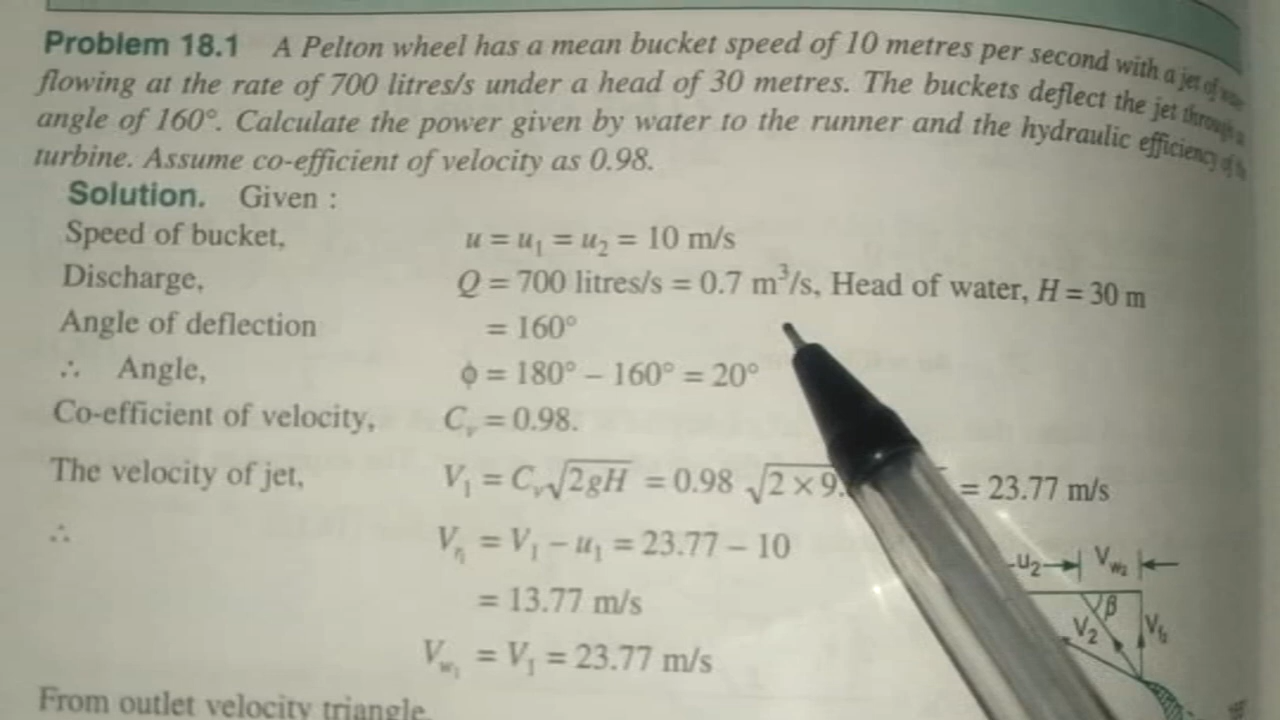 Problem 18.1 A Pelton wheel has a mean bucket speed of 10 metres per second with a jet of
flowing at the rate of 700 litres/s under a head of 30 metres. The buckets deflect the jet through
angle of 160°. Calculate the power given by water to the runner and the hydraulic efficiency of
turbine. Assume co-efficient of velocity as 0.98.
Solution. Given :
Speed of bucket, u = u₁ = u₂ = 10 m/s
Discharge, Q = 700 litres/s = 0.7 m³/s, Head of water, H = 30 m
Angle of deflection = 160°
∴ Angle, ϕ = 180° – 160° = 20°
Co-efficient of velocity, Cᵥ = 0.98.
The velocity of jet, V₁ = Cᵥ√2gH = 0.98 √2 × 9. = 23.77 m/s
∴ Vr₁ = V₁ – u₁ = 23.77 – 10
= 13.77 m/s
u₂ Vw₂
β
V₂ Vf₂
Vw₁ = V₁ = 23.77 m/s
From outlet velocity triangle